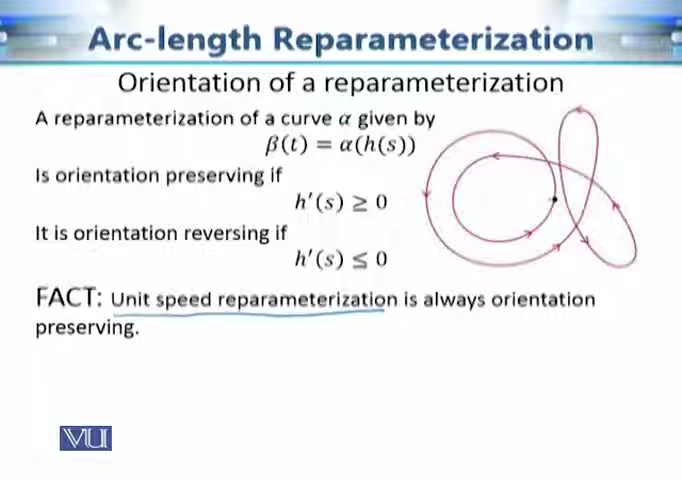 Arc-length Reparameterization
Orientation of a reparameterization
A reparameterization of a curve α given by
β(t) = α(h(s))
Is orientation preserving if
h′(s) ≥ 0
It is orientation reversing if
h′(s) ≤ 0
FACT: Unit speed reparameterization is always orientation
preserving.
VU